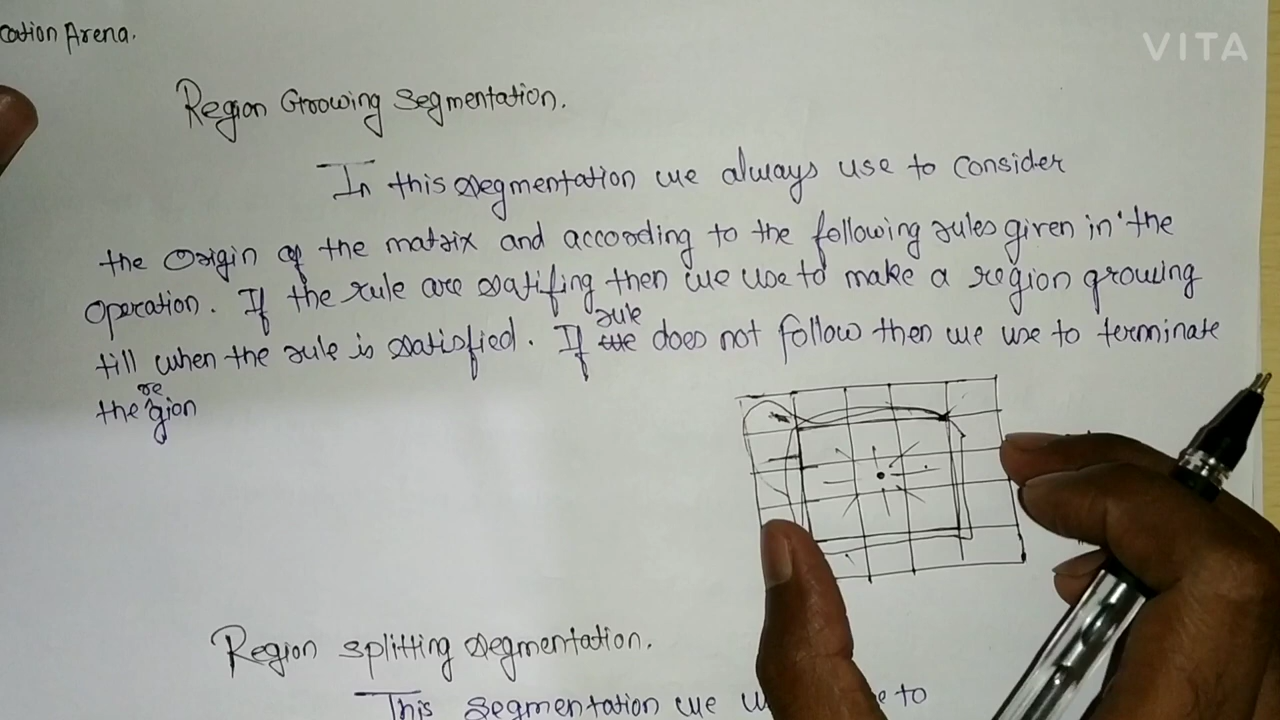 cation Arena.
VITA
Region Growing Segmentation.
In this segmentation we always use to consider
the Origin of the matrix and according to the following rules given in the
operation. If the rule are satifing then we use to make a region growing
rule
till when the rule is satisfied. If does not follow then we use to terminate
re
the gion
Region splitting segmentation.
This segmentation we to